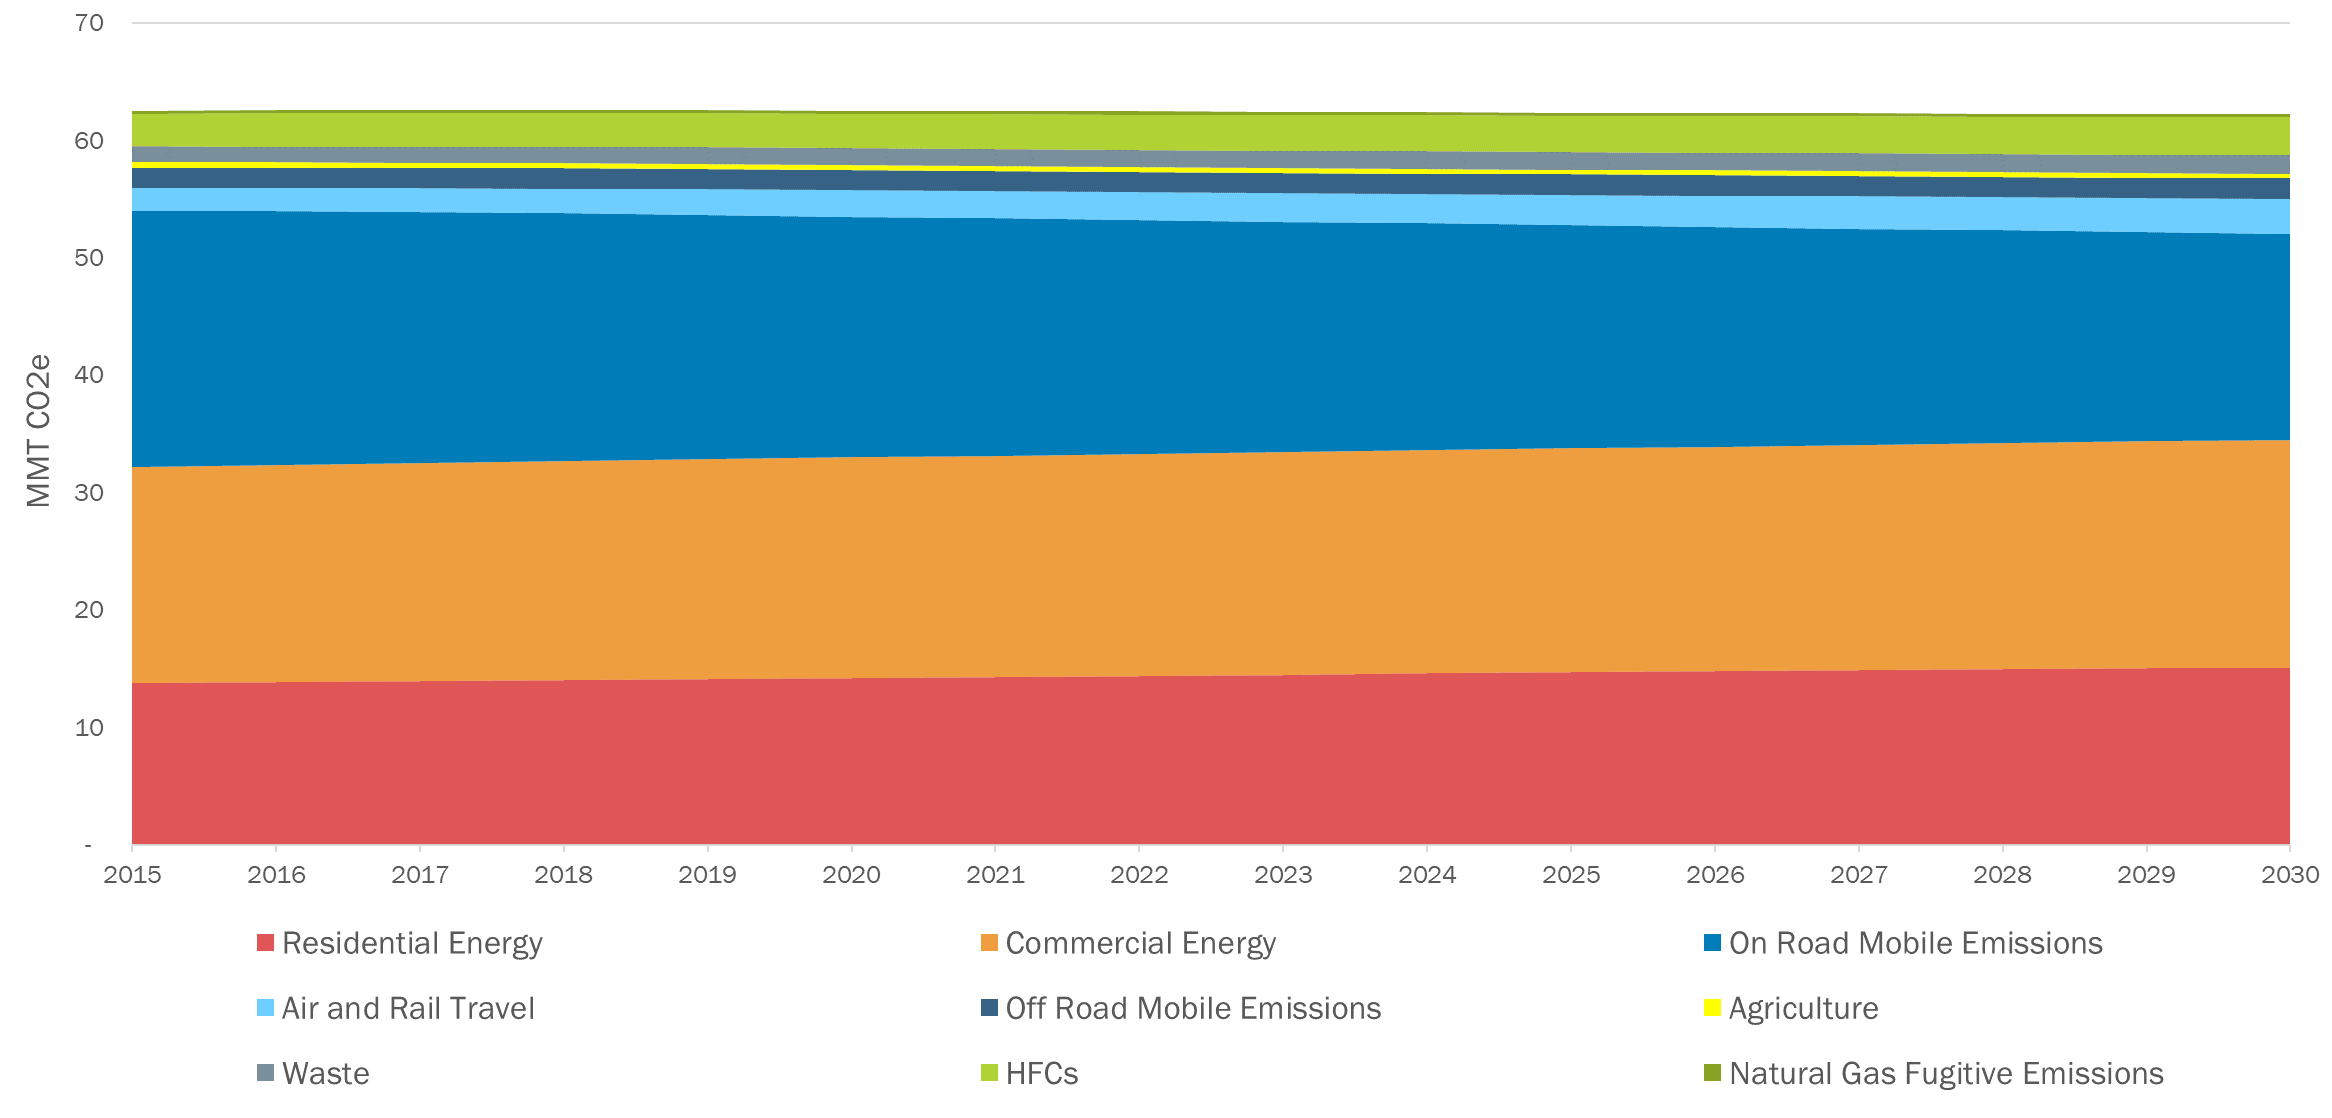 70
60
50
40
30
20
10
-
MMT CO2e
2015 2016 2017 2018 2019 2020 2021 2022 2023 2024 2025 2026 2027 2028 2029 2030
Residential Energy Commercial Energy On Road Mobile Emissions
Air and Rail Travel Off Road Mobile Emissions Agriculture
Waste HFCs Natural Gas Fugitive Emissions